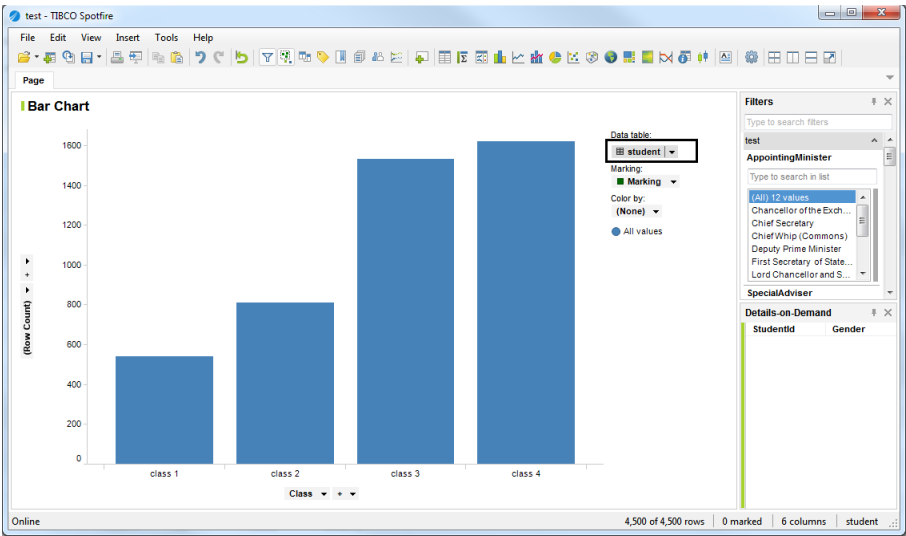 test - TIBCO Spotfire
File Edit View Insert Tools Help
Page
Bar Chart
1600
1400
1200
1000
800
600
400
200
0
(Row Count)
+
class 1 class 2 class 3 class 4
Class +
Data table:
student
Marking:
Marking
Color by:
(None)
All values
Filters
Type to search filters
test
AppointingMinister
Type to search in list
(All) 12 values
Chancellor of the Exch...
Chief Secretary
Chief Whip (Commons)
Deputy Prime Minister
First Secretary of State...
Lord Chancellor and S...
SpecialAdviser
Details-on-Demand
StudentId Gender
Online 4,500 of 4,500 rows 0 marked 6 columns student